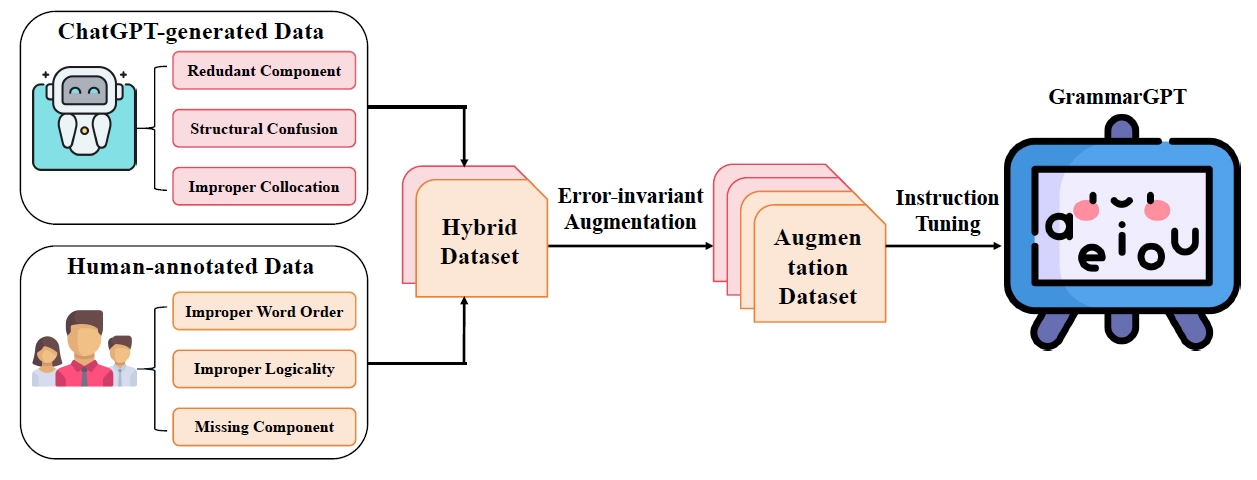 ChatGPT-generated Data
Redudant Component
Structural Confusion
Improper Collocation
Human-annotated Data
Improper Word Order
Improper Logicality
Missing Component
Hybrid
Dataset
Error-invariant
Augmentation
Augmen
tation
Dataset
Instruction
Tuning
GrammarGPT
a
e
i
o
u